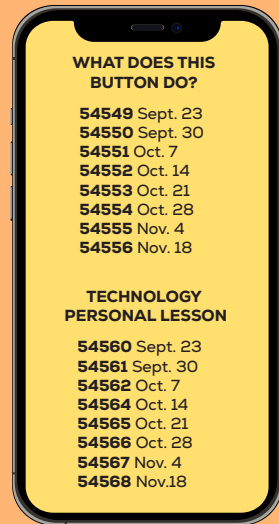 WHAT DOES THIS
BUTTON DO?
54549 Sept. 23
54550 Sept. 30
54551 Oct. 7
54552 Oct. 14
54553 Oct. 21
54554 Oct. 28
54555 Nov. 4
54556 Nov. 18
TECHNOLOGY
PERSONAL LESSON
54560 Sept. 23
54561 Sept. 30
54562 Oct. 7
54564 Oct. 14
54565 Oct. 21
54566 Oct. 28
54567 Nov. 4
54568 Nov.18